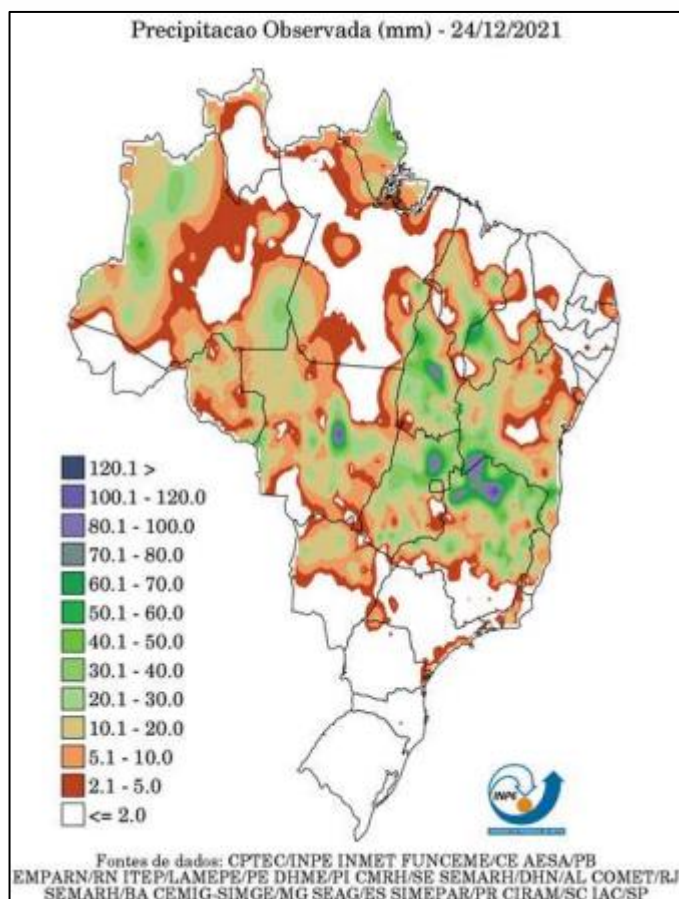 Precipitacao Observada (mm) - 24/12/2021
120.1 >
100.1 - 120.0
80.1 - 100.0
70.1 - 80.0
60.1 - 70.0
50.1 - 60.0
40.1 - 50.0
30.1 - 40.0
20.1 - 30.0
10.1 - 20.0
5.1 - 10.0
2.1 - 5.0
<= 2.0
INPE
Fontes de dados: CPTEC/INPE INMET FUNCEME/CE AESA/PB
EMPARN/RN ITEP/LAMEPE/PE DHME/PI CMRH/SE SEMARH/DHN/AL COMET/RJ
SEMARH/BA CEMIG-SIMGE/MG SEAG/ES SIMEPAR/PR CIRAM/SC IAC/SP